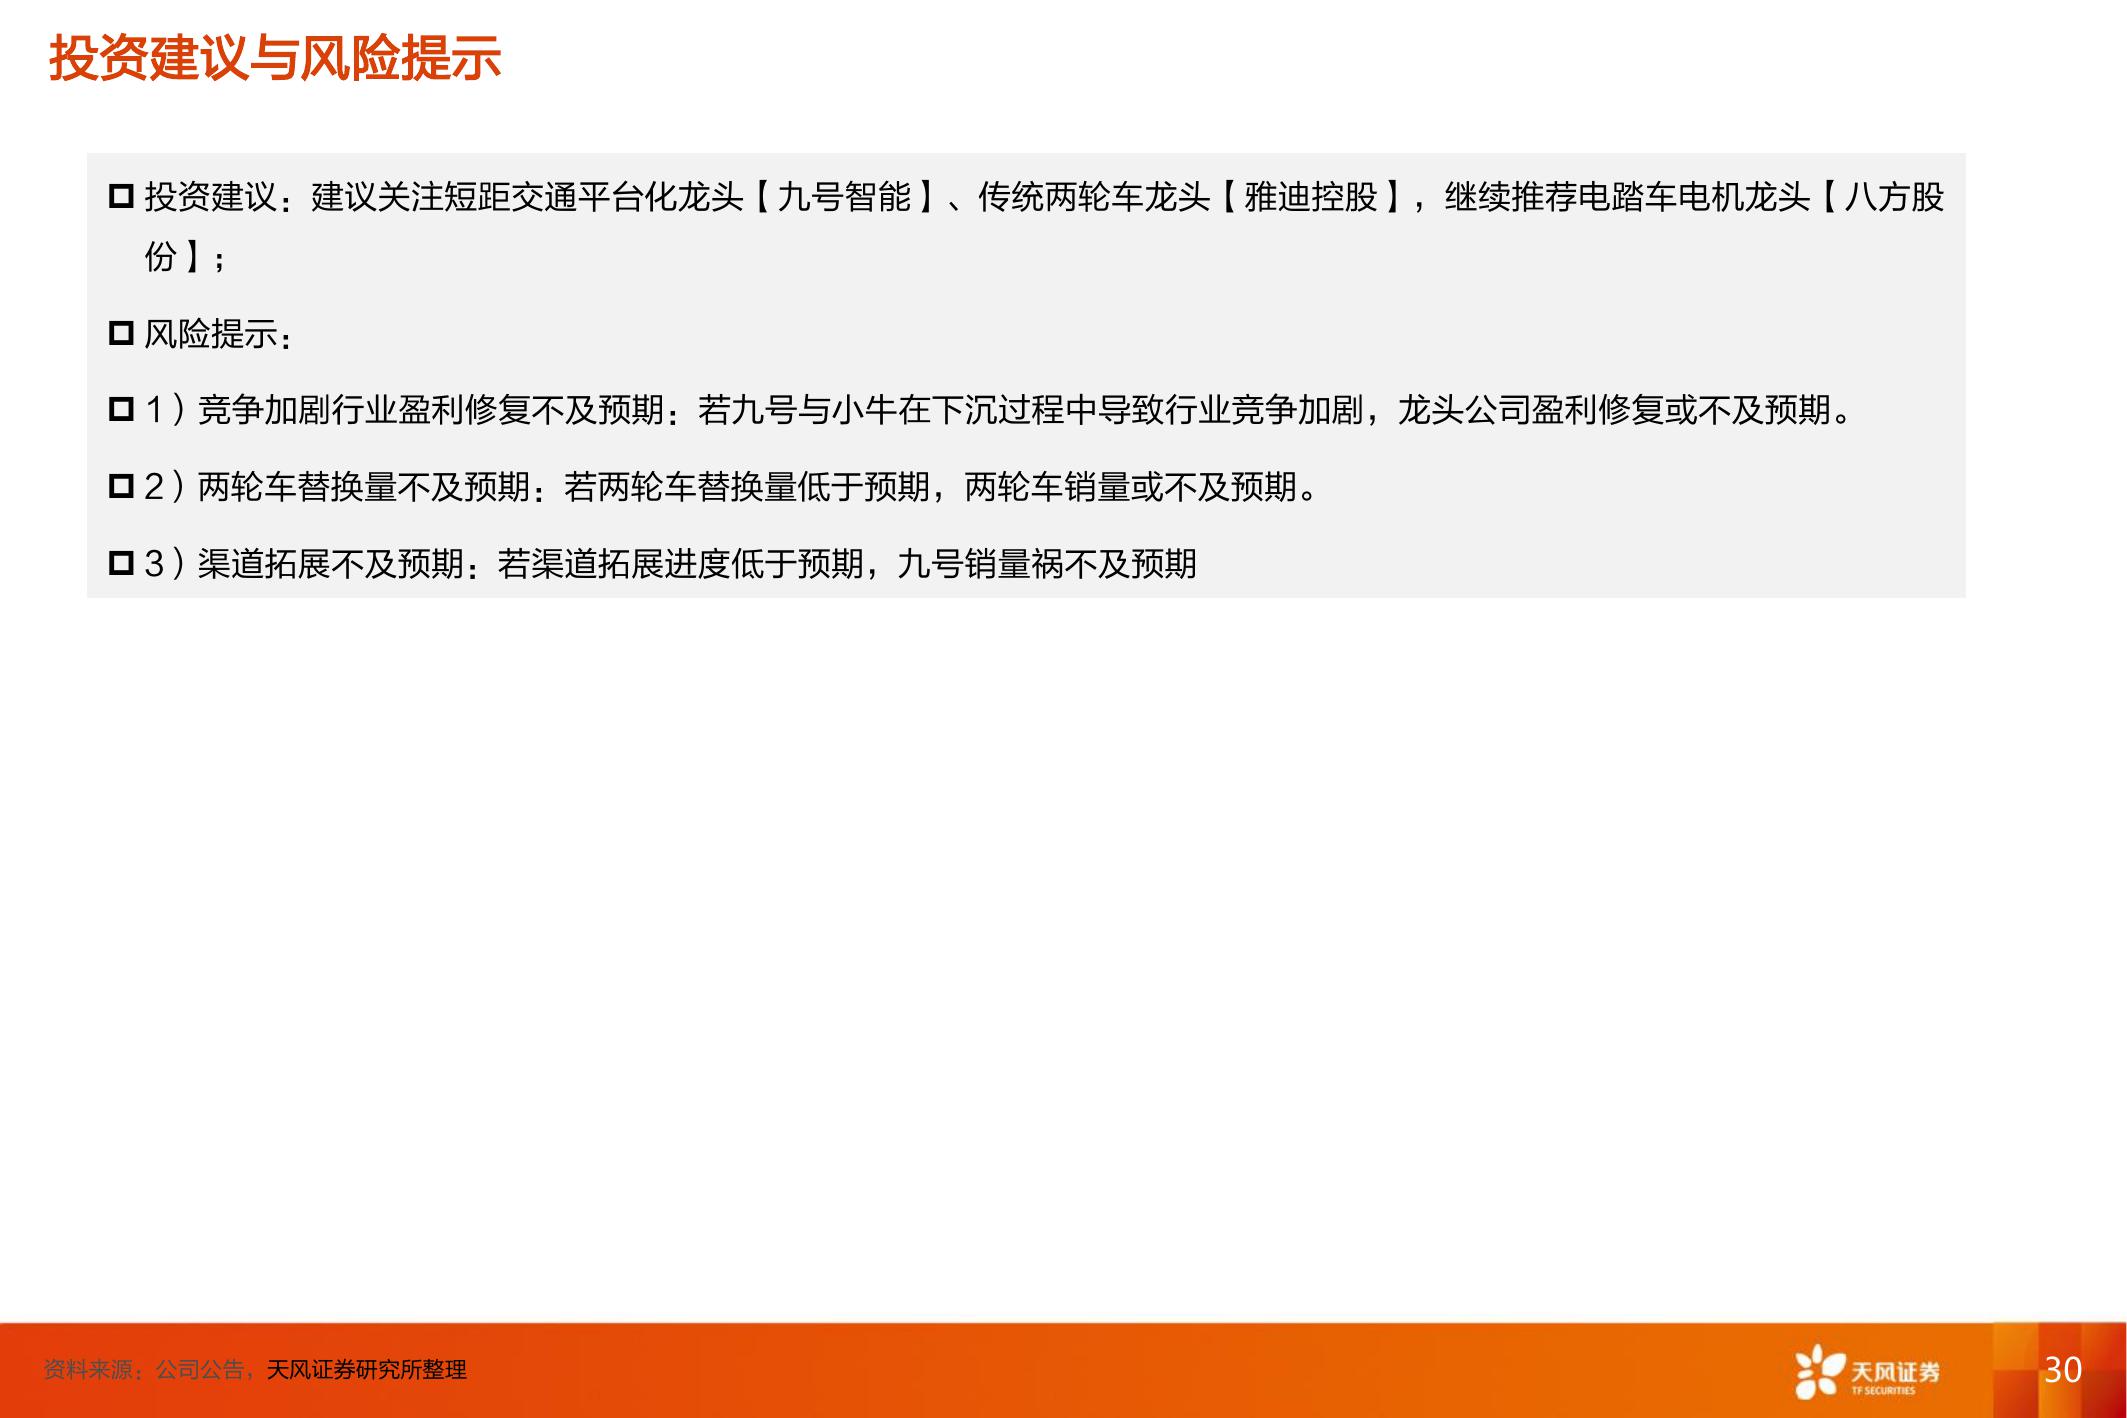 投资建议与风险提示
投资建议：建议关注短距交通平台化龙头【九号智能】、传统两轮车龙头【雅迪控股】，继续推荐电踏车电机龙头【八方股
份】；
风险提示：
1）竞争加剧行业盈利修复不及预期：若九号与小牛在下沉过程中导致行业竞争加剧，龙头公司盈利修复或不及预期。
2）两轮车替换量不及预期：若两轮车替换量低于预期，两轮车销量或不及预期。
3）渠道拓展不及预期：若渠道拓展进度低于预期，九号销量祸不及预期
资料来源：公司公告，天风证券研究所整理
天风证券
TF SECURITIES
30